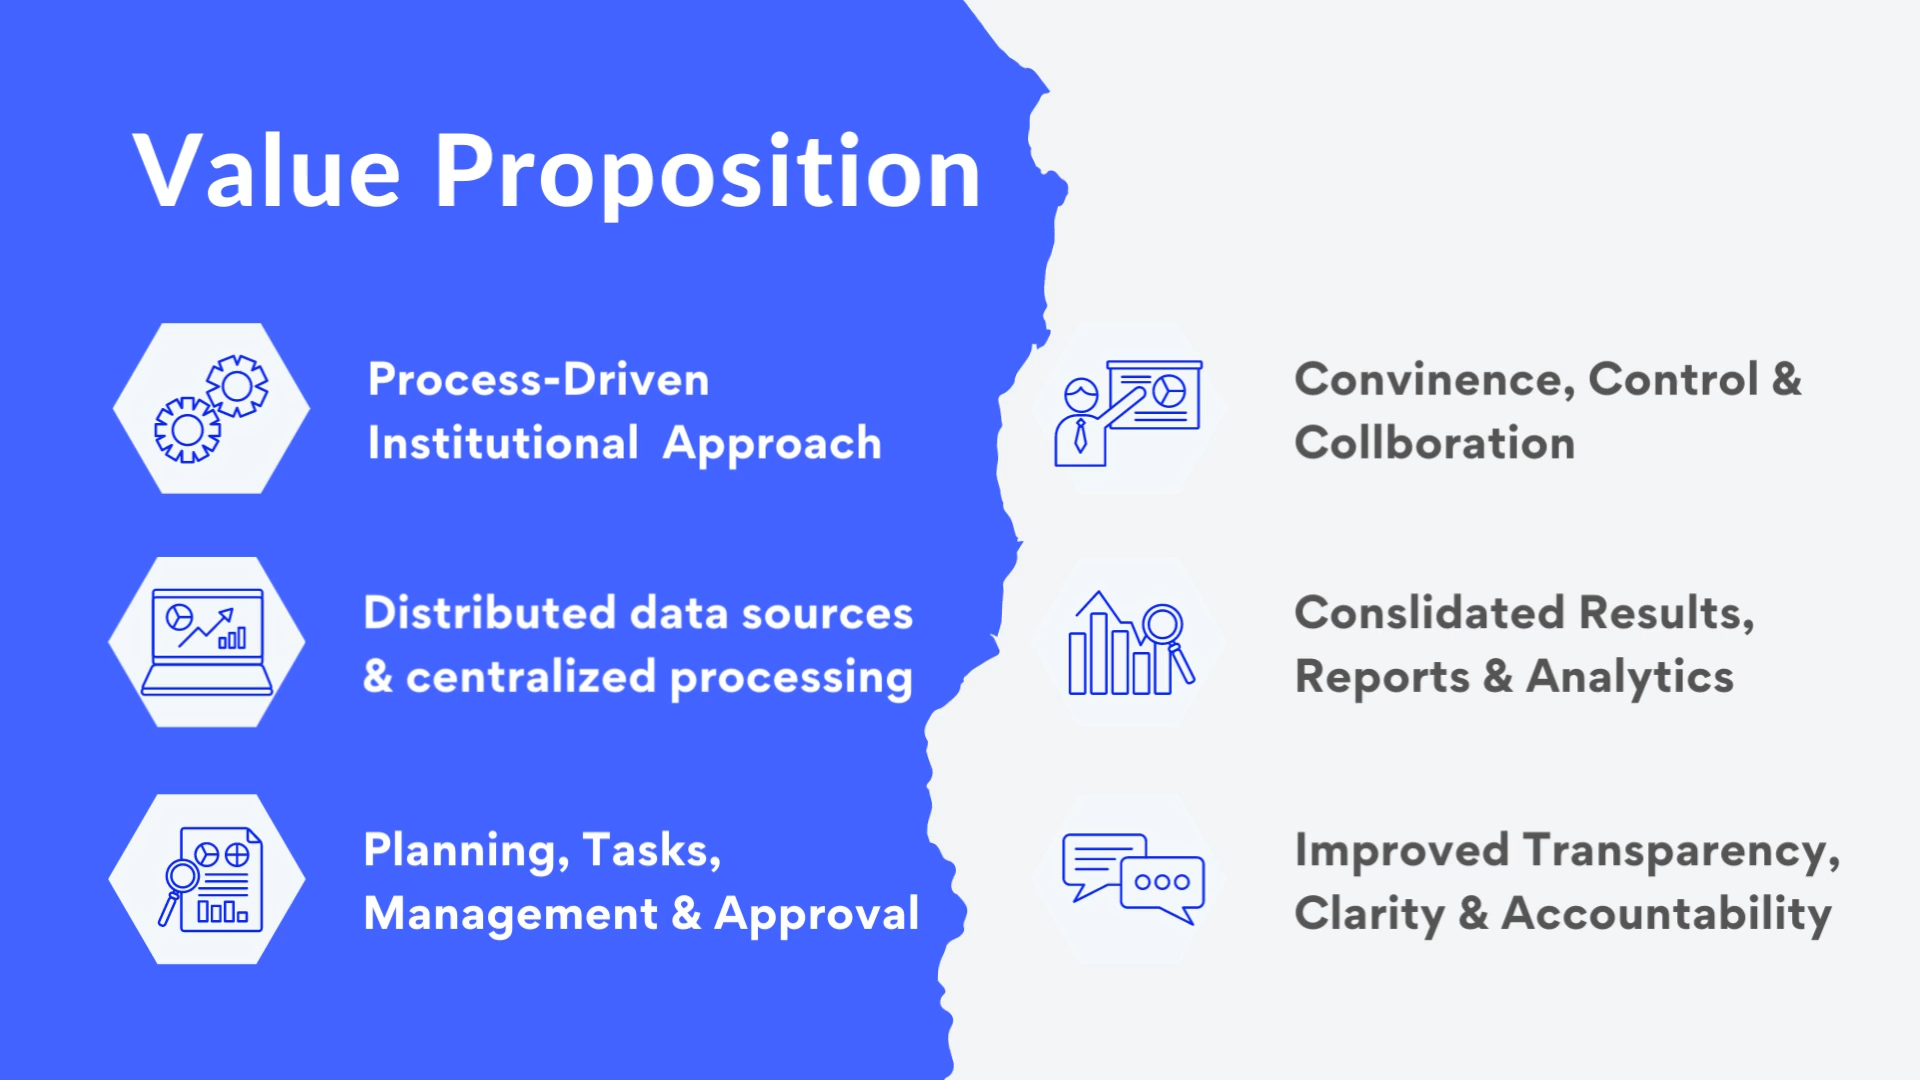 Value Proposition
Process-Driven
Institutional  Approach
Distributed data sources
& centralized processing
Planning, Tasks,
Management & Approval
Convinence, Control &
Collboration
Conslidated Results,
Reports & Analytics
Improved Transparency,
Clarity & Accountability